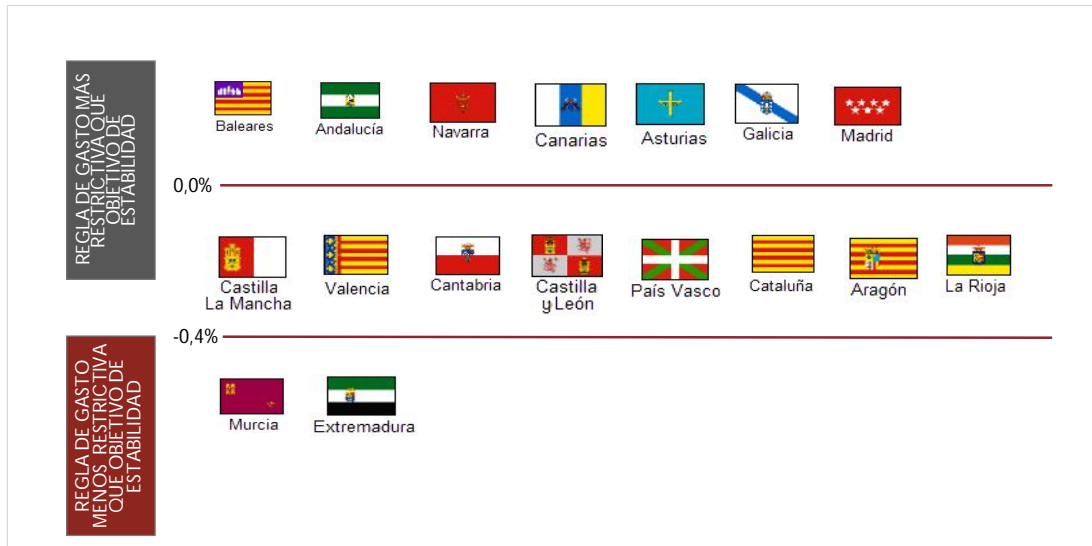 REGLA DE GASTO MÁS
RESTRICTIVA QUE
OBJETIVO DE
ESTABILIDAD
Baleares
Andalucía
Navarra
Canarias
Asturias
Galicia
Madrid
0,0%
Castilla
La Mancha
Valencia
Cantabria
Castilla
y León
País Vasco
Cataluña
Aragón
La Rioja
-0,4%
REGLA DE GASTO
MENOS RESTRICTIVA
QUE OBJETIVO DE
ESTABILIDAD
Murcia
Extremadura